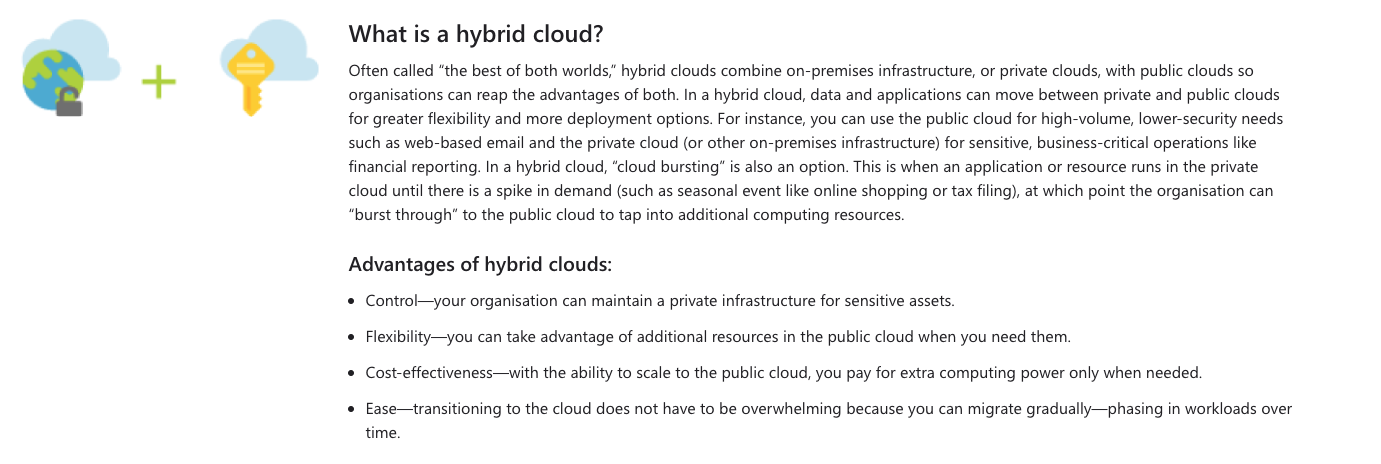 What is a hybrid cloud?
Often called “the best of both worlds,” hybrid clouds combine on-premises infrastructure, or private clouds, with public clouds so
organisations can reap the advantages of both. In a hybrid cloud, data and applications can move between private and public clouds
for greater flexibility and more deployment options. For instance, you can use the public cloud for high-volume, lower-security needs
such as web-based email and the private cloud (or other on-premises infrastructure) for sensitive, business-critical operations like
financial reporting. In a hybrid cloud, “cloud bursting” is also an option. This is when an application or resource runs in the private
cloud until there is a spike in demand (such as seasonal event like online shopping or tax filing), at which point the organisation can
“burst through” to the public cloud to tap into additional computing resources.
Advantages of hybrid clouds:
• Control—your organisation can maintain a private infrastructure for sensitive assets.
• Flexibility—you can take advantage of additional resources in the public cloud when you need them.
• Cost-effectiveness—with the ability to scale to the public cloud, you pay for extra computing power only when needed.
• Ease—transitioning to the cloud does not have to be overwhelming because you can migrate gradually—phasing in workloads over
time.